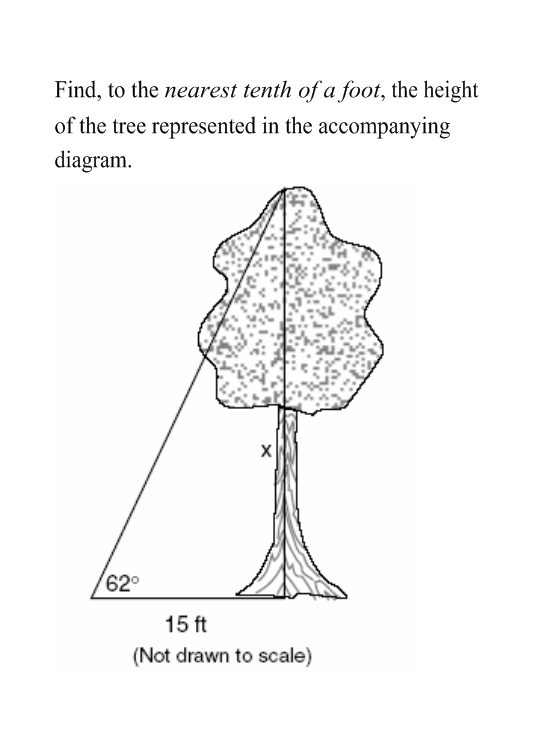 Find, to the nearest tenth of a foot, the height
of the tree represented in the accompanying
diagram.
x
62°
15 ft
(Not drawn to scale)